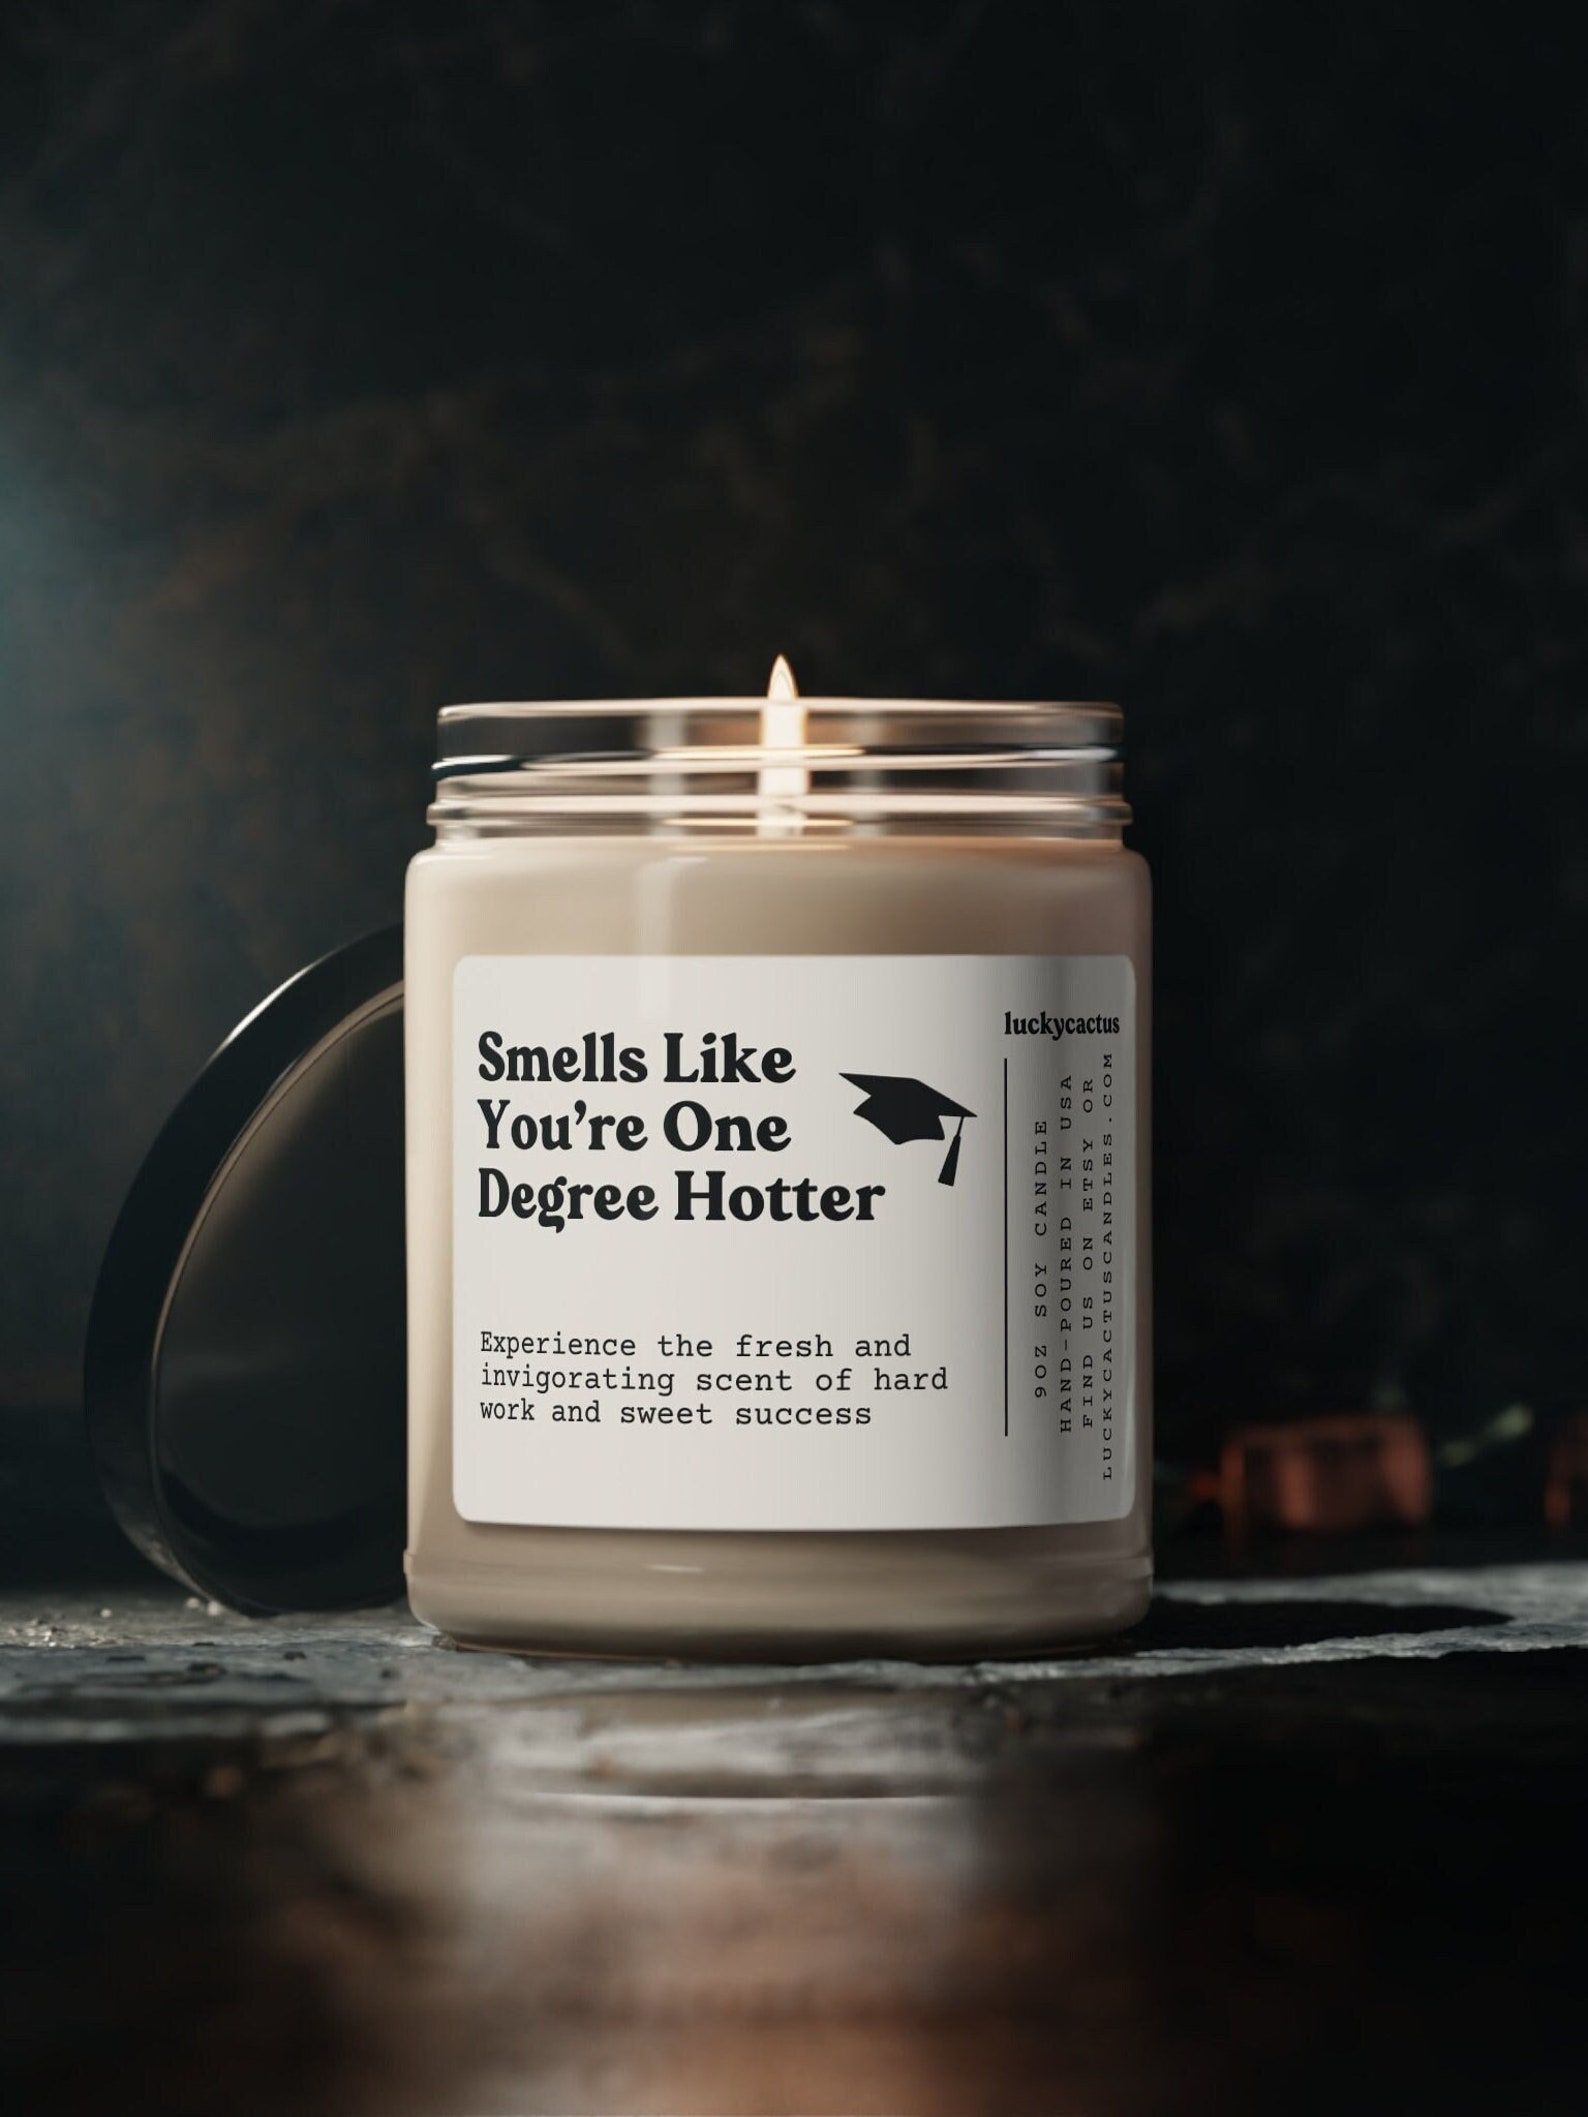 Smells Like
You're One
Degree Hotter
Experience the fresh and
invigorating scent of hard
work and sweet success
luckycactus
9OZ SOY CANDLE
HAND-POURED IN USA
FIND US ON ETSY OR
LUCKYCACTUSCANDLES.COM